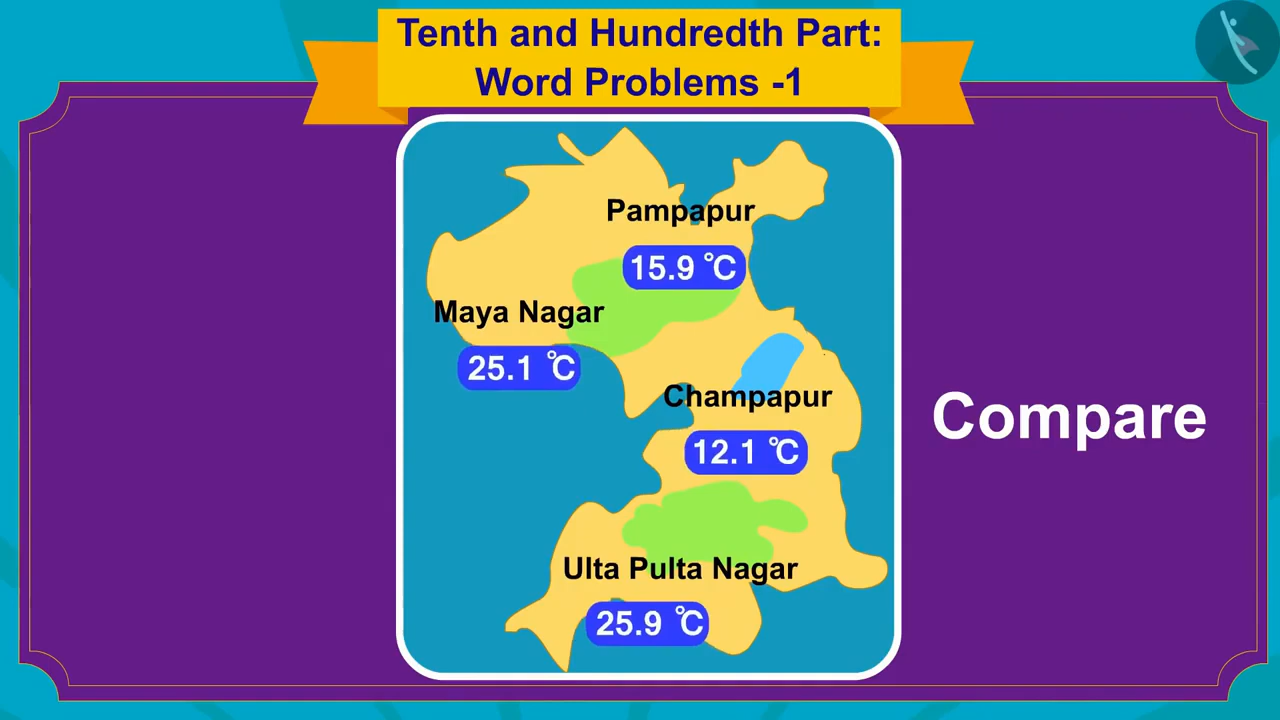 Tenth and Hundredth Part:
Word Problems -1
Pampapur
15.9 ℃
Maya Nagar
25.1 ℃
Champapur
12.1 ℃
Compare
Ulta Pulta Nagar
25.9 ℃